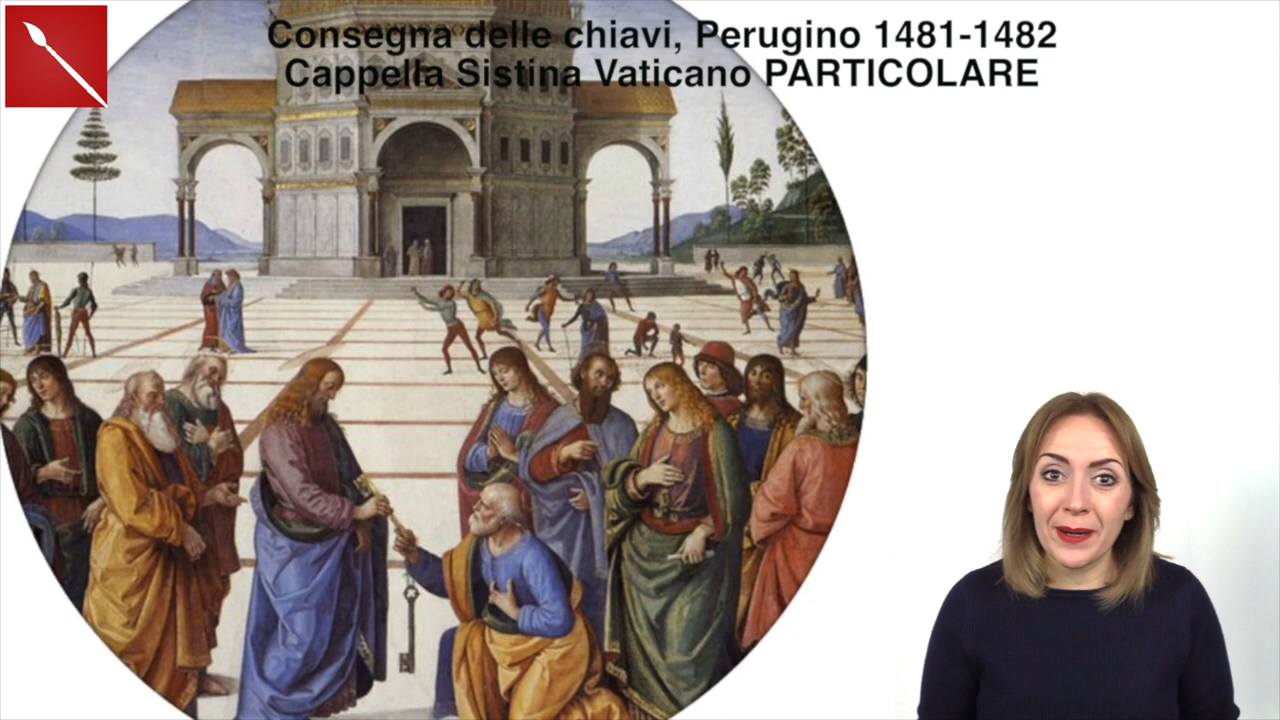 Consegna delle chiavi, Perugino 1481-1482
Cappella Sistina Vaticano PARTICOLARE